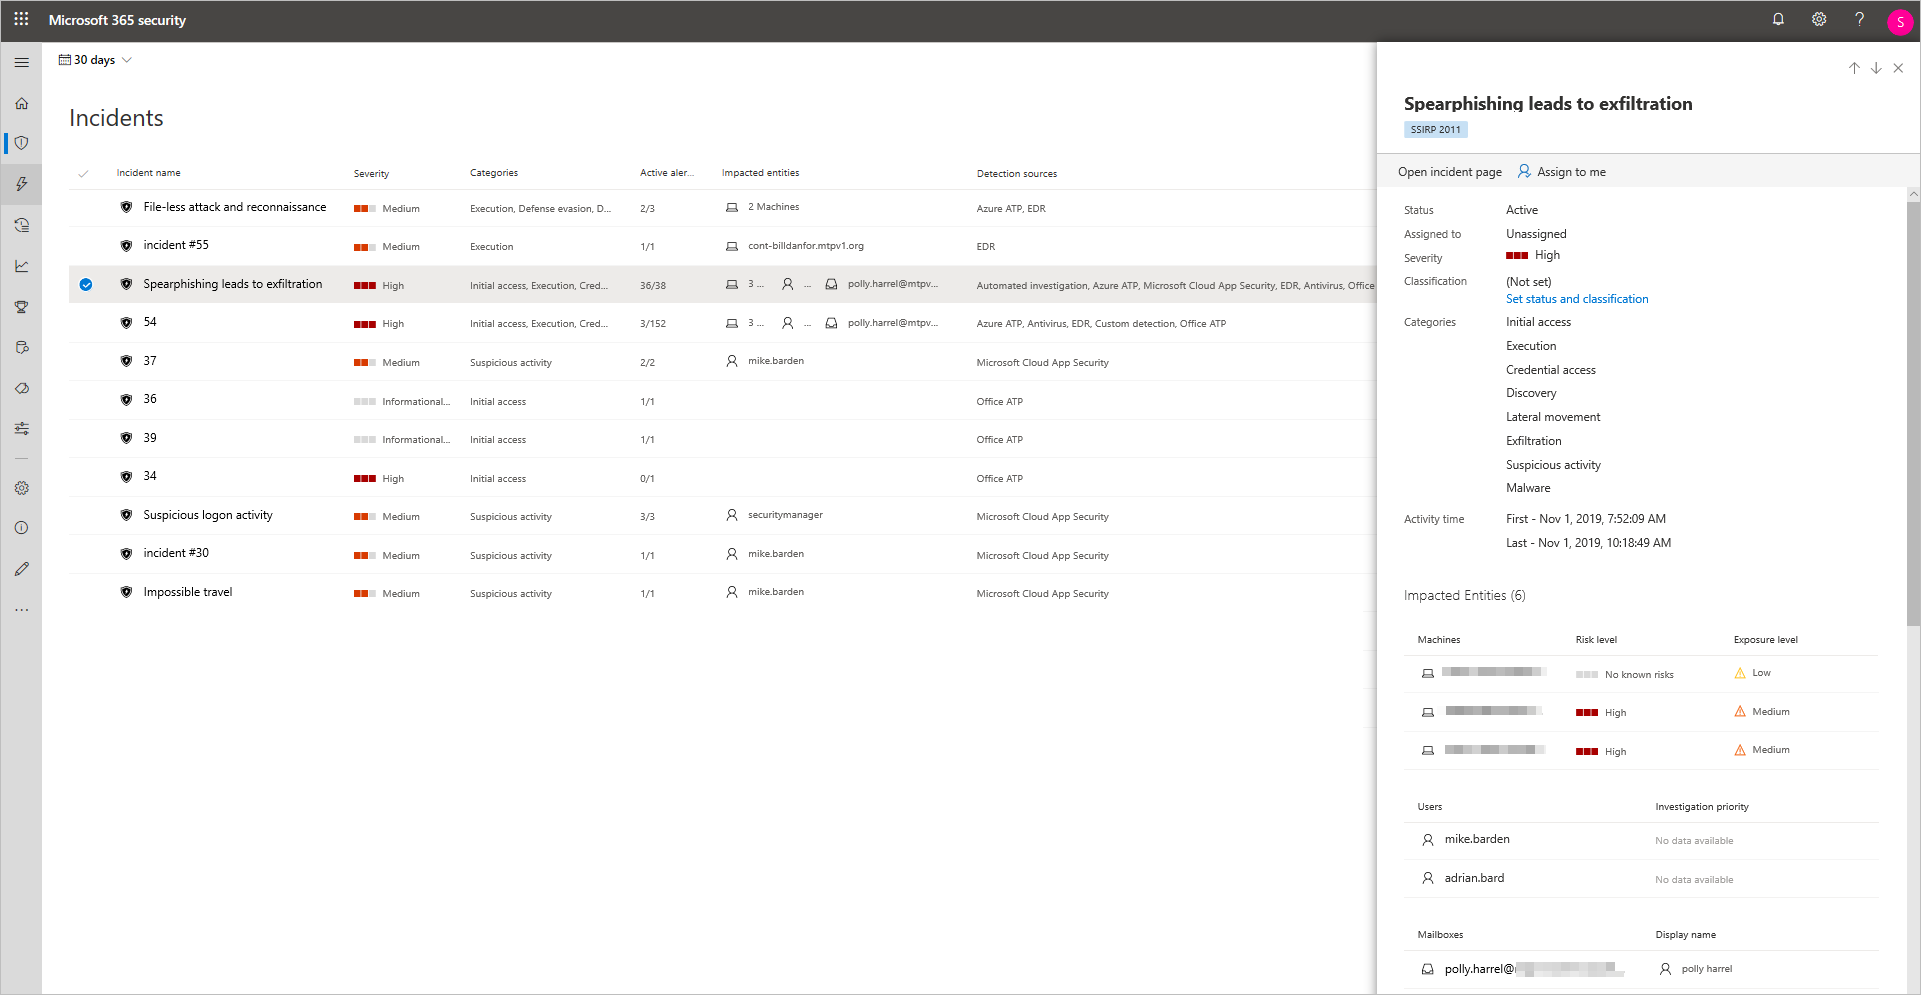 Microsoft 365 security
S
30 days
Incidents
Incident name Severity Categories Active aler... Impacted entities Detection sources
File-less attack and reconnaissance Medium Execution, Defense evasion, D... 2/3 2 Machines Azure ATP, EDR
incident #55 Medium Execution 1/1 cont-billdanfor.mtpv1.org EDR
Spearphishing leads to exfiltration High Initial access, Execution, Cred... 36/38 3 ... ... polly.harrel@mtpv... Automated investigation, Azure ATP, Microsoft Cloud App Security, EDR, Antivirus, Office
54 High Initial access, Execution, Cred... 3/152 3 ... ... polly.harrel@mtpv... Azure ATP, Antivirus, EDR, Custom detection, Office ATP
37 Medium Suspicious activity 2/2 mike.barden Microsoft Cloud App Security
36 Informational... Initial access 1/1 Office ATP
39 Informational... Initial access 1/1 Office ATP
34 High Initial access 0/1 Office ATP
Suspicious logon activity Medium Suspicious activity 3/3 securitymanager Microsoft Cloud App Security
incident #30 Medium Suspicious activity 1/1 mike.barden Microsoft Cloud App Security
Impossible travel Medium Suspicious activity 1/1 mike.barden Microsoft Cloud App Security
Spearphishing leads to exfiltration
SSIRP 2011
Open incident page Assign to me
Status Active
Assigned to Unassigned
Severity High
Classification (Not set)
Set status and classification
Categories Initial access
Execution
Credential access
Discovery
Lateral movement
Exfiltration
Suspicious activity
Malware
Activity time First - Nov 1, 2019, 7:52:09 AM
Last - Nov 1, 2019, 10:18:49 AM
Impacted Entities (6)
Machines Risk level Exposure level
No known risks Low
High Medium
High Medium
Users Investigation priority
mike.barden No data available
adrian.bard No data available
Mailboxes Display name
polly.harrel@ polly harrel